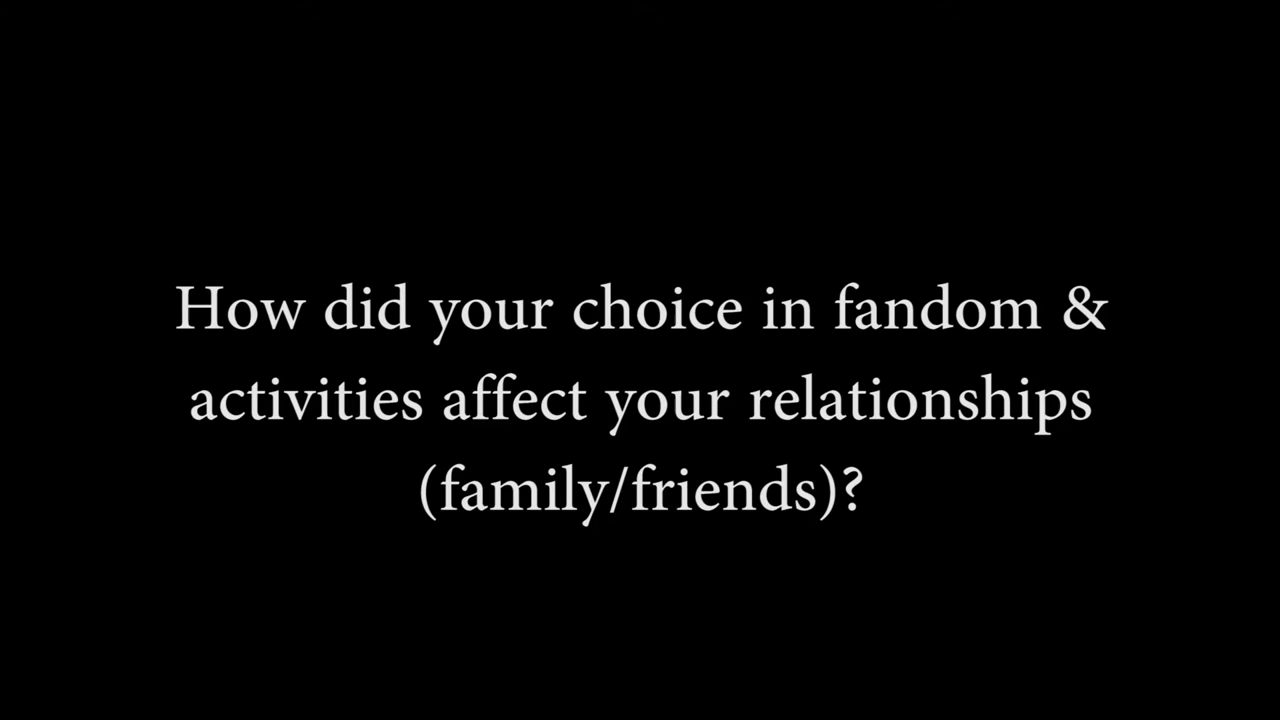 How did your choice in fandom &
activities affect your relationships
(family/friends)?